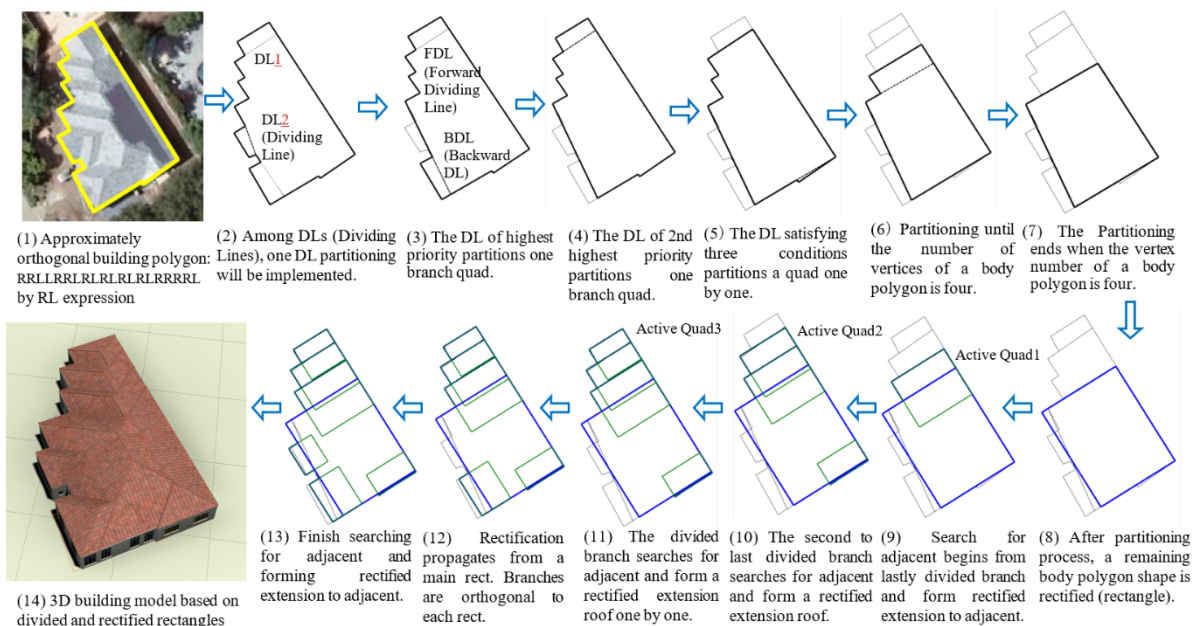 DL1
DL2
(Dividing
Line)
FDL
(Forward
Dividing
Line)
BDL
(Backward
DL)
(1) Approximately
orthogonal building polygon:
RRLLRRLRLRLRLRLRRRRL
by RL expression
(2) Among DLs (Dividing
Lines), one DL partitioning
will be implemented.
(3) The DL of highest
priority partitions one
branch quad.
(4) The DL of 2nd
highest priority
partitions one
branch quad.
(5) The DL satisfying
three conditions
partitions a quad one
by one.
(6) Partitioning until
the number of
vertices of a body
polygon is four.
(7) The Partitioning
ends when the vertex
number of a body
polygon is four.
Active Quad3
Active Quad2
Active Quad1
(14) 3D building model based on
divided and rectified rectangles
(13) Finish searching
for adjacent and
forming rectified
extension to adjacent.
(12) Rectification
propagates from a
main rect. Branches
are orthogonal to
each rect.
(11) The divided
branch searches for
adjacent and form a
rectified extension
roof one by one.
(10) The second to
last divided branch
searches for adjacent
and form a rectified
extension roof.
(9) Search for
adjacent begins from
lastly divided branch
and form rectified
extension to adjacent.
(8) After partitioning
process, a remaining
body polygon shape is
rectified (rectangle).